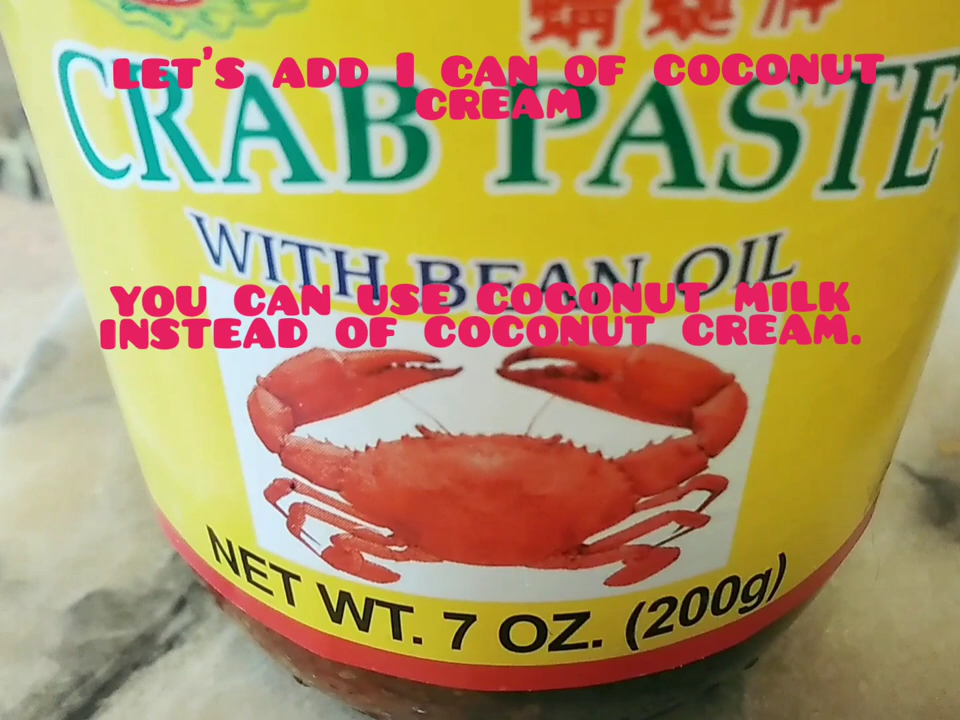 LET'S ADD 1 CAN OF COCONUT
CREAM
CRAB PASTE
WITH BEAN OIL
YOU CAN USE COCONUT MILK
INSTEAD OF COCONUT CREAM.
NET WT. 7 OZ. (200g)